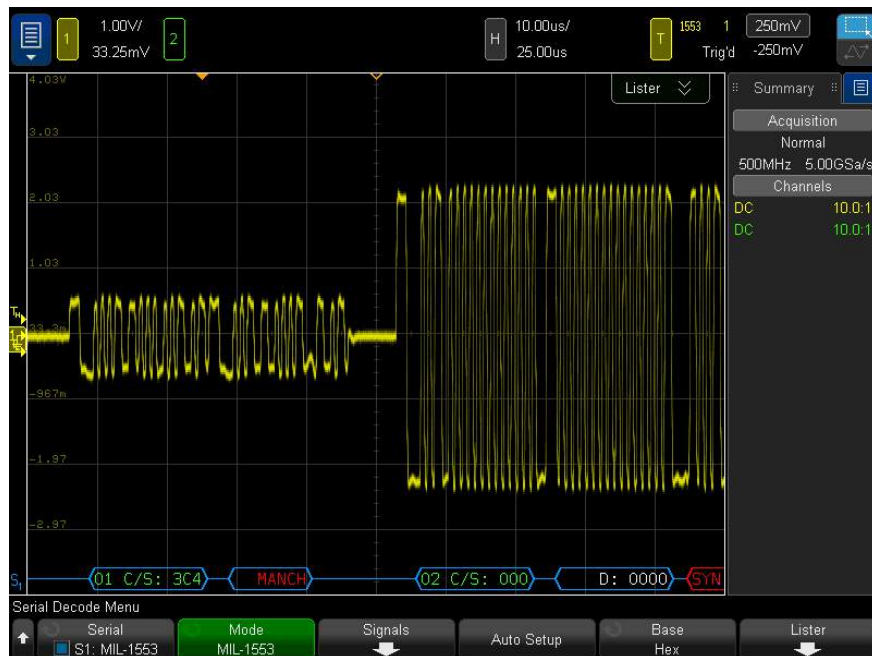 1 1.00V/ 2 H 10.00us/ T 1553 1 250mV
33.25mV 25.00us Trig'd -250mV
4.03V Lister Summary
Acquisition
3.03 Normal
500MHz 5.00GSa/s
Channels
2.03 DC 10.0:1
DC 10.0:1
1.03
-967m
-1.97
-2.97
S1 01 C/S: 3C4 MANCH 02 C/S: 000 D: 0000 SYN
Serial Decode Menu
Serial Mode Signals Auto Setup Base Lister
S1: MIL-1553 MIL-1553 Hex